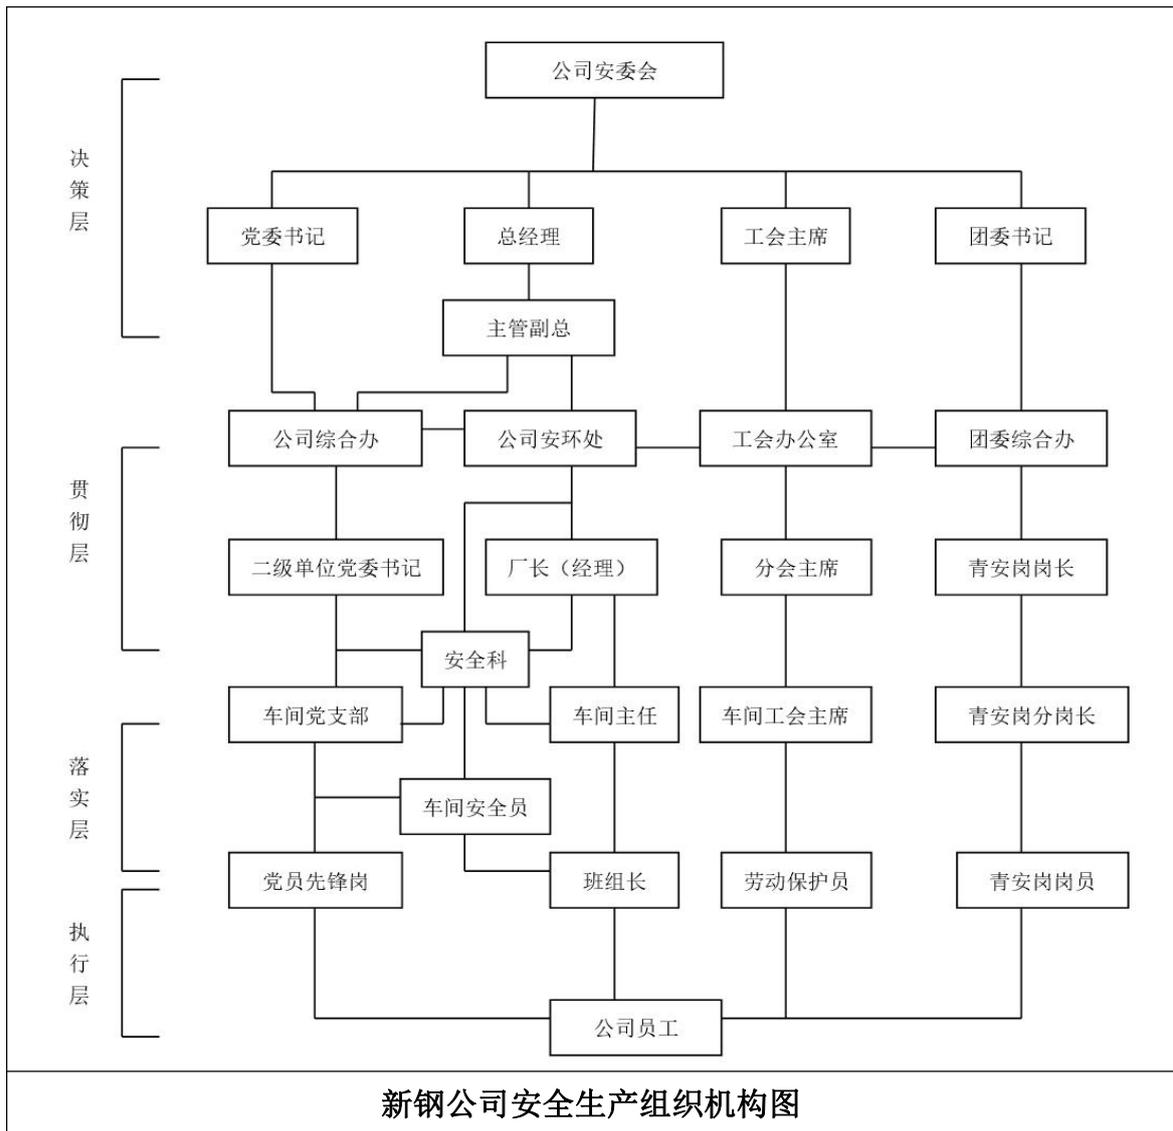 公司安委会
决策层
党委书记
总经理
工会主席
团委书记
主管副总
公司综合办
公司安环处
工会办公室
团委综合办
贯彻层
二级单位党委书记
厂长（经理）
分会主席
青安岗岗长
安全科
车间党支部
车间主任
车间工会主席
青安岗分岗长
落实层
车间安全员
党员先锋岗
班组长
劳动保护员
青安岗岗员
执行层
公司员工
新钢公司安全生产组织机构图